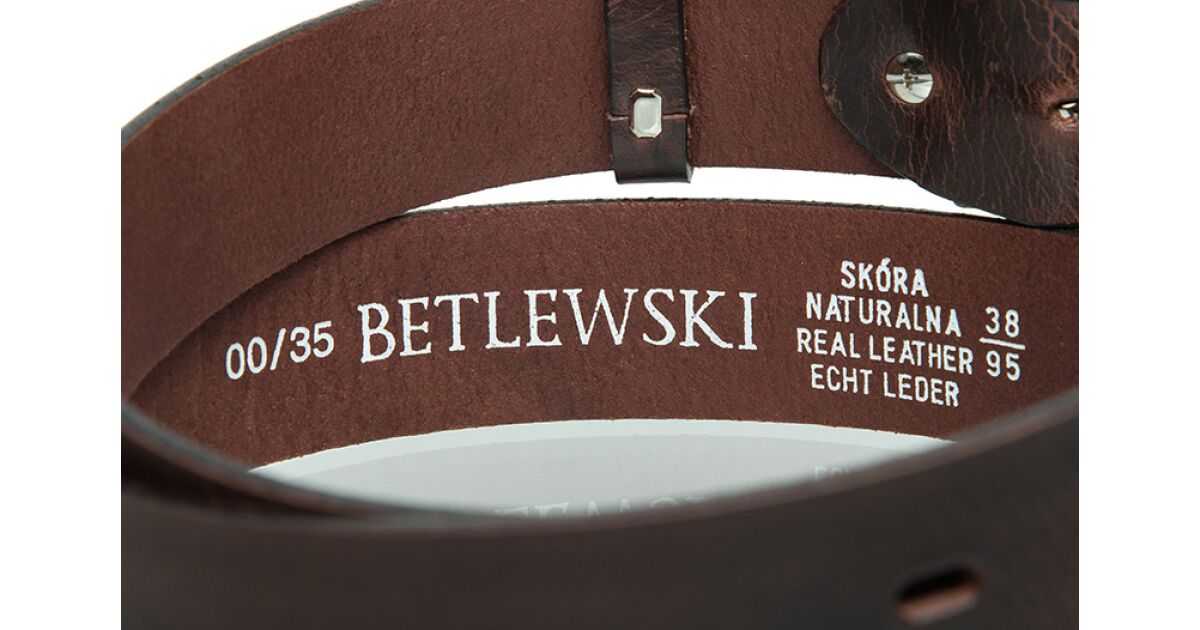 00/35 BETLEWSKI
SKÓRA
NATURALNA
REAL LEATHER
ECHT LEDER
38
95